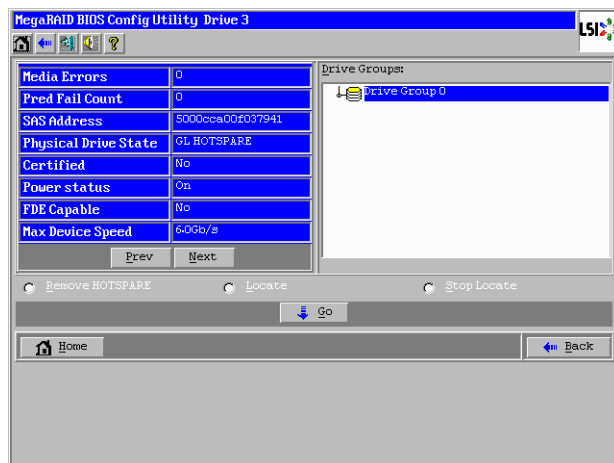 MegaRAID BIOS Config Utility Drive 3
LSI
Media Errors 0
Pred Fail Count 0
SAS Address 5000cca00f037941
Physical Drive State GL HOTSPARE
Certified No
Power status On
FDE Capable No
Max Device Speed 6.0Gb/s
Prev Next
Drive Groups:
Drive Group 0
Remove HOTSPARE Locate Stop Locate
Go
Home Back